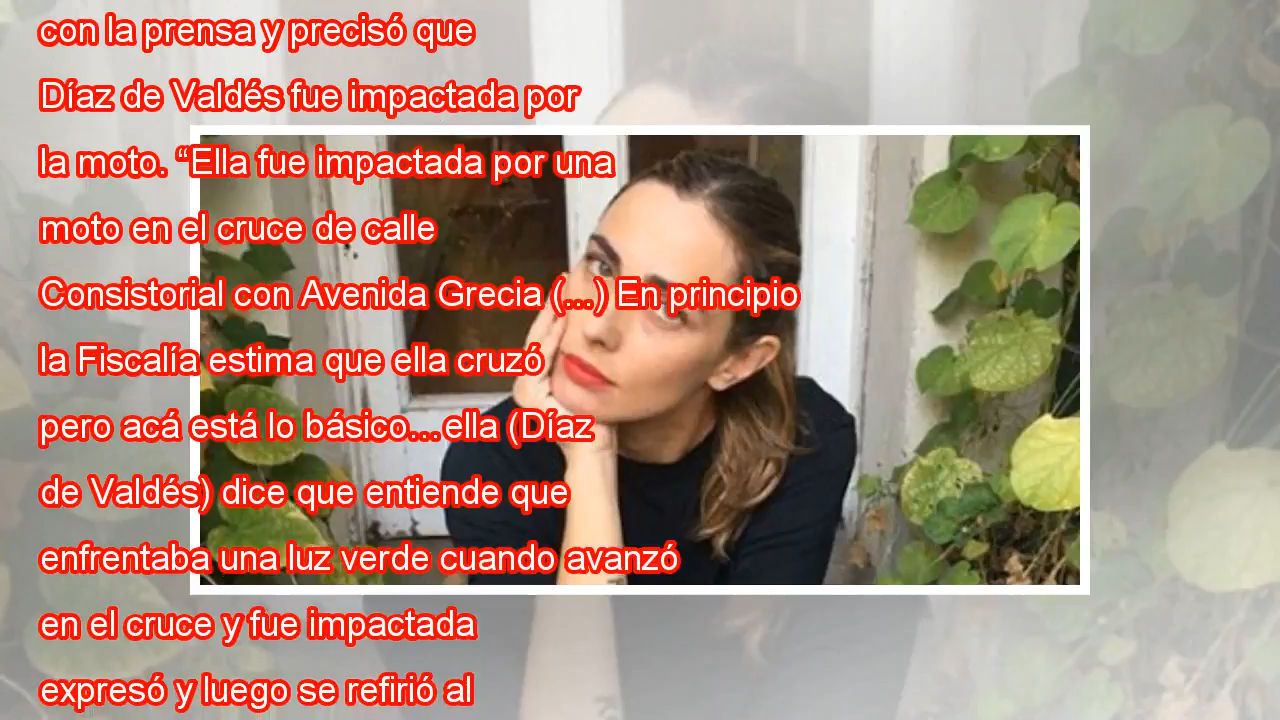 con la prensa y precisó que
Díaz de Valdés fue impactada por
la moto. “Ella fue impactada por una
moto en el cruce de calle
Consistorial con Avenida Grecia (...) En principio
la Fiscalía estima que ella cruzó
pero acá está lo básico...ella (Díaz
de Valdés) dice que entiende que
enfrentaba una luz verde cuando avanzó
en el cruce y fue impactada
expresó y luego se refirió al